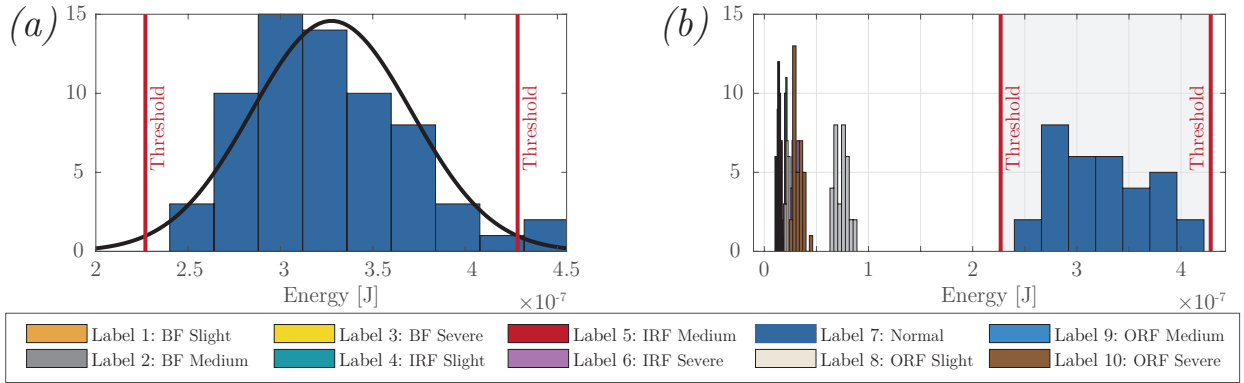 (a)
15
10
5
0
Threshold
Threshold
2
2.5
3
3.5
4
4.5
Energy [J]
×10⁻⁷
(b)
15
10
5
0
Threshold
Threshold
0
1
2
3
4
Energy [J]
×10⁻⁷
Label 1: BF Slight
Label 3: BF Severe
Label 5: IRF Medium
Label 7: Normal
Label 9: ORF Medium
Label 2: BF Medium
Label 4: IRF Slight
Label 6: IRF Severe
Label 8: ORF Slight
Label 10: ORF Severe